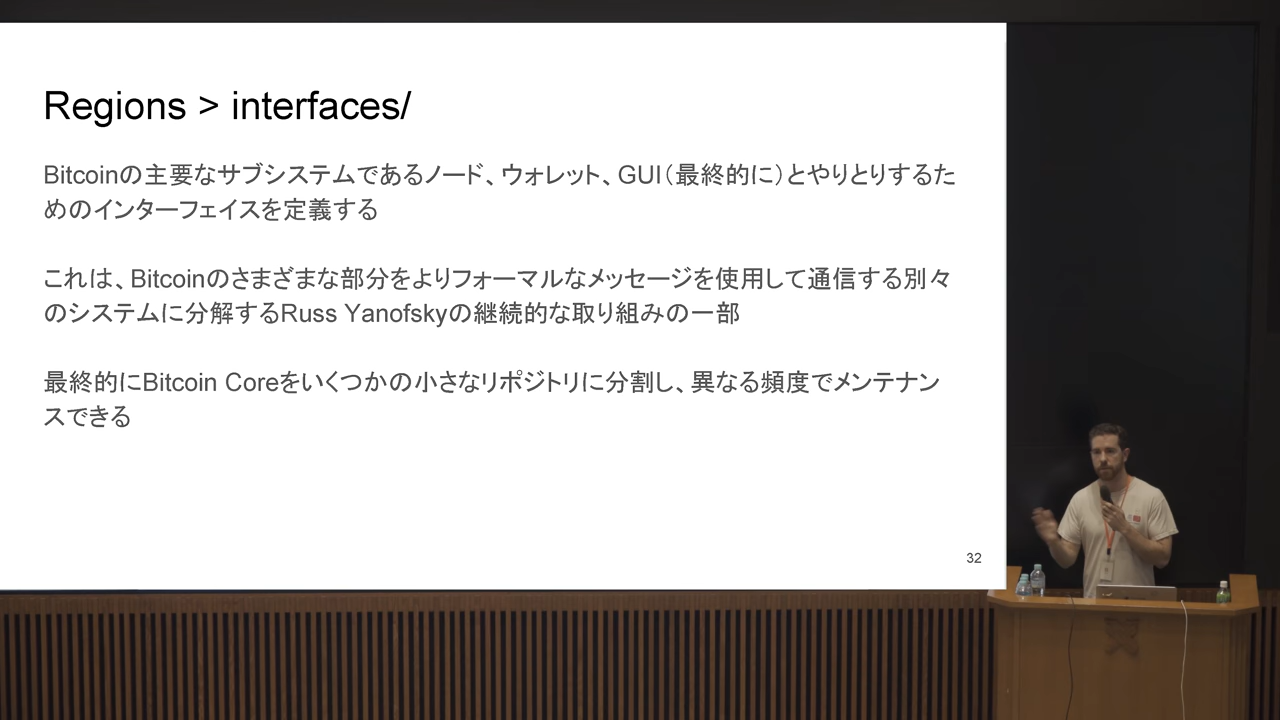 Regions > interfaces/
Bitcoinの主要なサブシステムであるノード、ウォレット、GUI（最終的に）とやりとりするた
めのインターフェイスを定義する
これは、Bitcoinのさまざまな部分をよりフォーマルなメッセージを使用して通信する別々
のシステムに分解するRuss Yanofskyの継続的な取り組みの一部
最終的にBitcoin Coreをいくつかの小さなリポジトリに分割し、異なる頻度でメンテナン
スできる
32